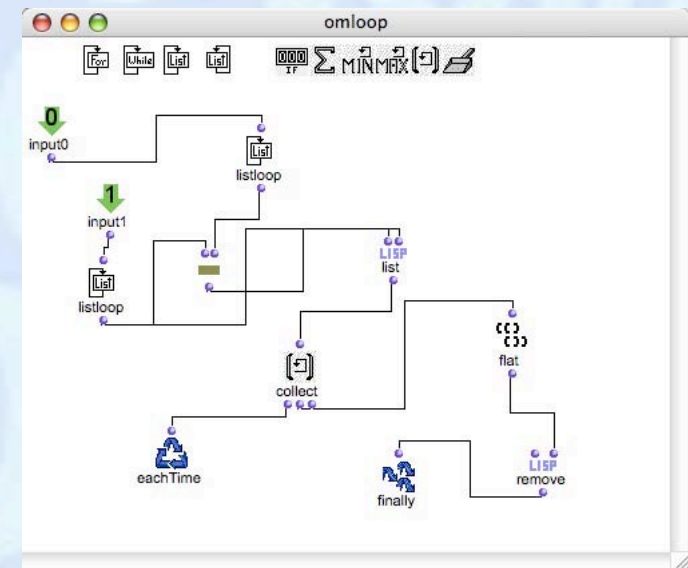 omloop
For While List List 000 IF Σ MIN MAX
0
input0
List
listloop
1
input1
List
listloop
LISP
list
collect
flat
eachTime
finally
LISP
remove